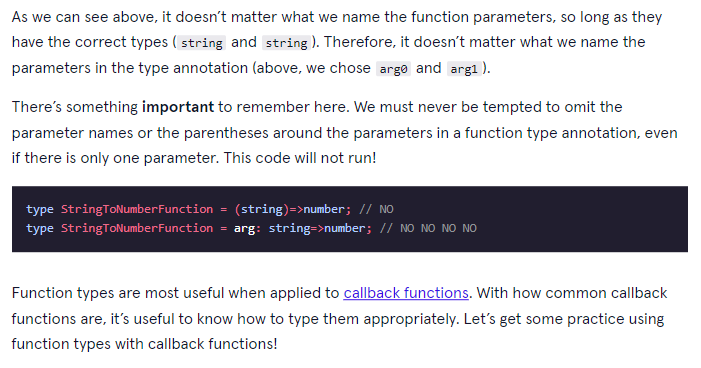 As we can see above, it doesn’t matter what we name the function parameters, so long as they
have the correct types ( string and string ). Therefore, it doesn’t matter what we name the
parameters in the type annotation (above, we chose arg0 and arg1 ).
There’s something important to remember here. We must never be tempted to omit the
parameter names or the parentheses around the parameters in a function type annotation, even
if there is only one parameter. This code will not run!
type StringToNumberFunction = (string)=>number; // NO
type StringToNumberFunction = arg: string=>number; // NO NO NO NO
Function types are most useful when applied to callback functions. With how common callback
functions are, it’s useful to know how to type them appropriately. Let’s get some practice using
function types with callback functions!